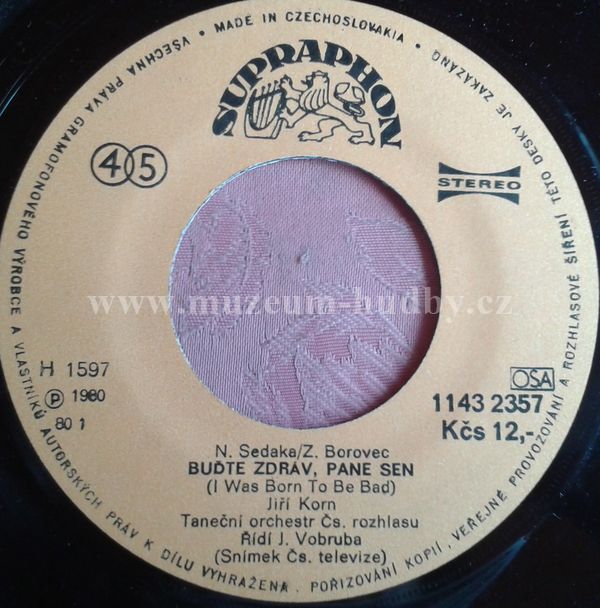 VŠECHNA PRÁVA GRAMOFONOVÉHO VÝROBCE A VLASTNÍKŮ AUTORSKÝCH PRÁV K DÍLU VYHRAŽENA. POŘIZOVÁNÍ KOPIÍ, VEŘEJNÉ PROVOZOVÁNÍ A ROZHLASOVÉ ŠÍŘENÍ TÉTO DESKY JE ZAKÁZÁNO
• MADE IN CZECHOSLOVAKIA •
SUPRAPHON
45
STEREO
www.muzeum-hudby.cz
H 1597
Ⓟ 1980
80 1
OSA
1143 2357
Kčs 12,-
N. Sedaka/Z. Borovec
BUĎTE ZDRÁV, PANE SEN
(I Was Born To Be Bad)
Jiří Korn
Taneční orchestr Čs. rozhlasu
Řídí J. Vobruba
(Snímek Čs. televize)